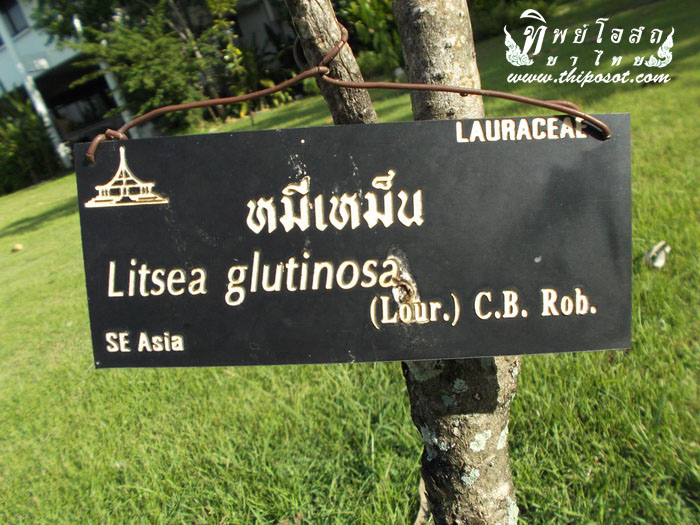 ทิพย์โอสถ
ยาไทย
www.thiposot.com
LAURACEAE
หมีเหม็น
Litsea glutinosa
(Lour.) C.B. Rob.
SE Asia